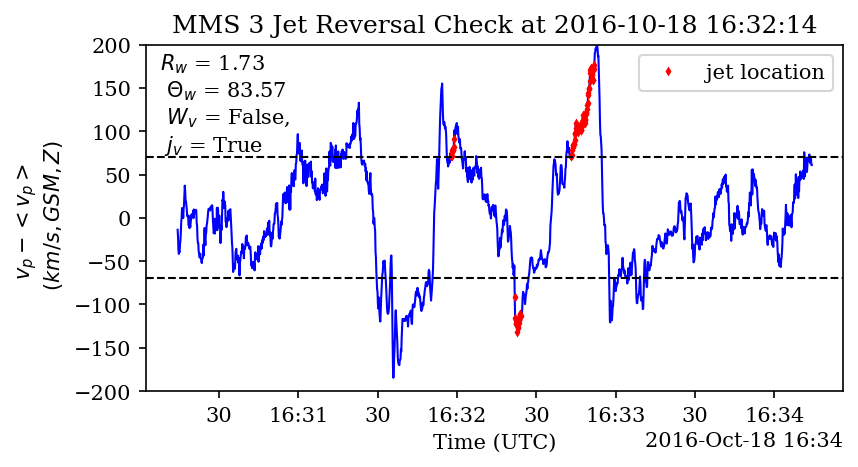 MMS 3 Jet Reversal Check at 2016-10-18 16:32:14
R_w = 1.73
Θ_w = 83.57
W_v = False,
j_v = True
jet location
200
150
100
50
0
−50
−100
−150
−200
v_p − <v_p>
(km/s, GSM, Z)
30 16:31 30 16:32 30 16:33 30 16:34
Time (UTC)
2016-Oct-18 16:34